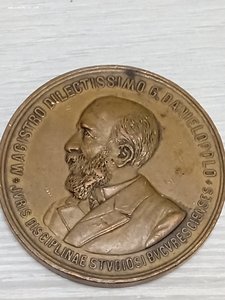 MAGISTRO DILECTISSIMO G. DANIELOPOLO
IVRIS DISCIPLINAE STVDIOSI BVCVRESCIENSES